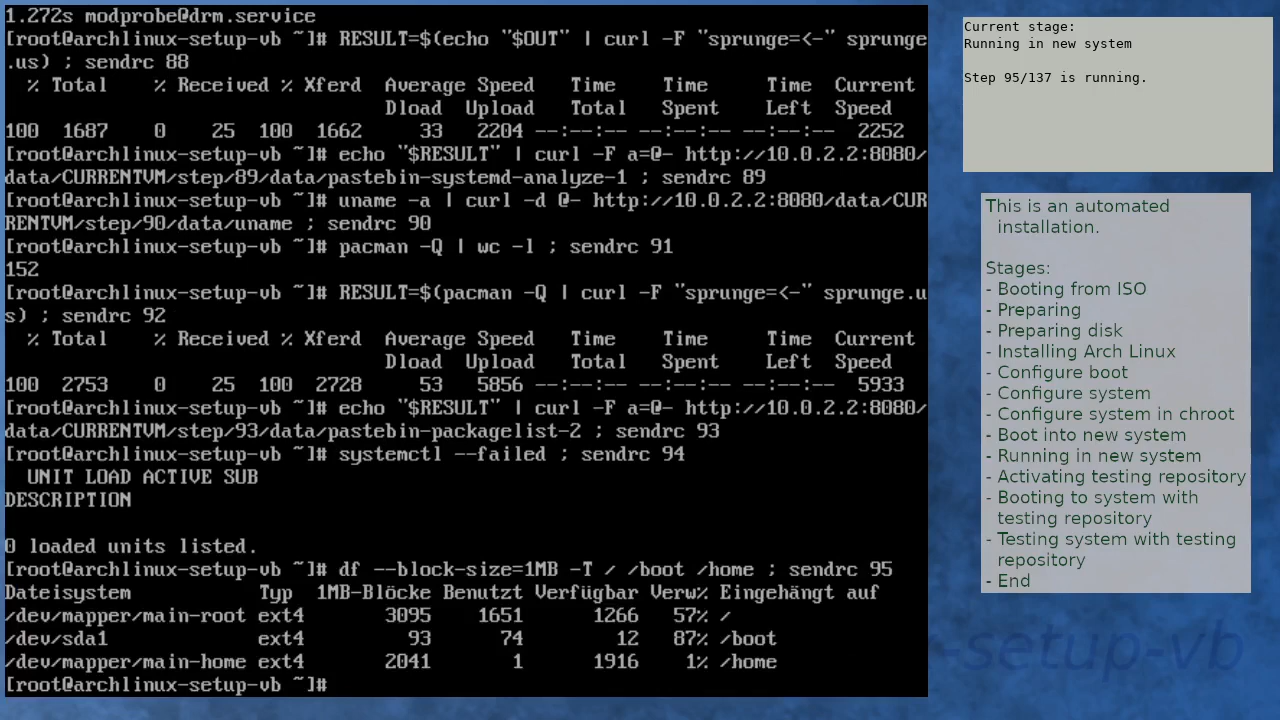 1.272s modprobe@drm.service
[root@archlinux-setup-vb ~]# RESULT=$(echo "$OUT" | curl -F "sprunge=<-" sprunge
.us) ; sendrc 88
  % Total    % Received % Xferd  Average Speed   Time    Time     Time  Current
                                 Dload  Upload   Total   Spent    Left  Speed
100  1687    0    25  100  1662     33   2204 --:--:-- --:--:-- --:--:--  2252
[root@archlinux-setup-vb ~]# echo "$RESULT" | curl -F a=@- http://10.0.2.2:8080/
data/CURRENTVM/step/89/data/pastebin-systemd-analyze-1 ; sendrc 89
[root@archlinux-setup-vb ~]# uname -a | curl -d @- http://10.0.2.2:8080/data/CUR
RENTVM/step/90/data/uname ; sendrc 90
[root@archlinux-setup-vb ~]# pacman -Q | wc -l ; sendrc 91
152
[root@archlinux-setup-vb ~]# RESULT=$(pacman -Q | curl -F "sprunge=<-" sprunge.u
s) ; sendrc 92
  % Total    % Received % Xferd  Average Speed   Time    Time     Time  Current
                                 Dload  Upload   Total   Spent    Left  Speed
100  2753    0    25  100  2728     53   5856 --:--:-- --:--:-- --:--:--  5933
[root@archlinux-setup-vb ~]# echo "$RESULT" | curl -F a=@- http://10.0.2.2:8080/
data/CURRENTVM/step/93/data/pastebin-packagelist-2 ; sendrc 93
[root@archlinux-setup-vb ~]# systemctl --failed ; sendrc 94
  UNIT LOAD ACTIVE SUB
DESCRIPTION
0 loaded units listed.
[root@archlinux-setup-vb ~]# df --block-size=1MB -T / /boot /home ; sendrc 95
Dateisystem           Typ  1MB-Blöcke Benutzt Verfügbar Verw% Eingehängt auf
/dev/mapper/main-root ext4       3095    1651      1266   57% /
/dev/sda1             ext4         93      74        12   87% /boot
/dev/mapper/main-home ext4       2041       1      1916    1% /home
[root@archlinux-setup-vb ~]#
Current stage:
Running in new system
Step 95/137 is running.
This is an automated
installation.
Stages:
- Booting from ISO
- Preparing
- Preparing disk
- Installing Arch Linux
- Configure boot
- Configure system
- Configure system in chroot
- Boot into new system
- Running in new system
- Activating testing repository
- Booting to system with
testing repository
- Testing system with testing
repository
- End
-setup-vb